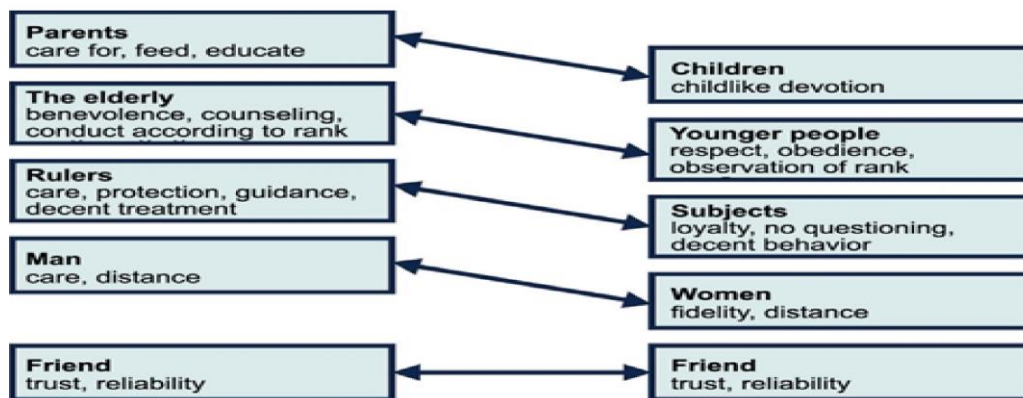 Parents
care for, feed, educate
Children
childlike devotion
The elderly
benevolence, counseling,
conduct according to rank
Younger people
respect, obedience,
observation of rank
Rulers
care, protection, guidance,
decent treatment
Subjects
loyalty, no questioning,
decent behavior
Man
care, distance
Women
fidelity, distance
Friend
trust, reliability
Friend
trust, reliability